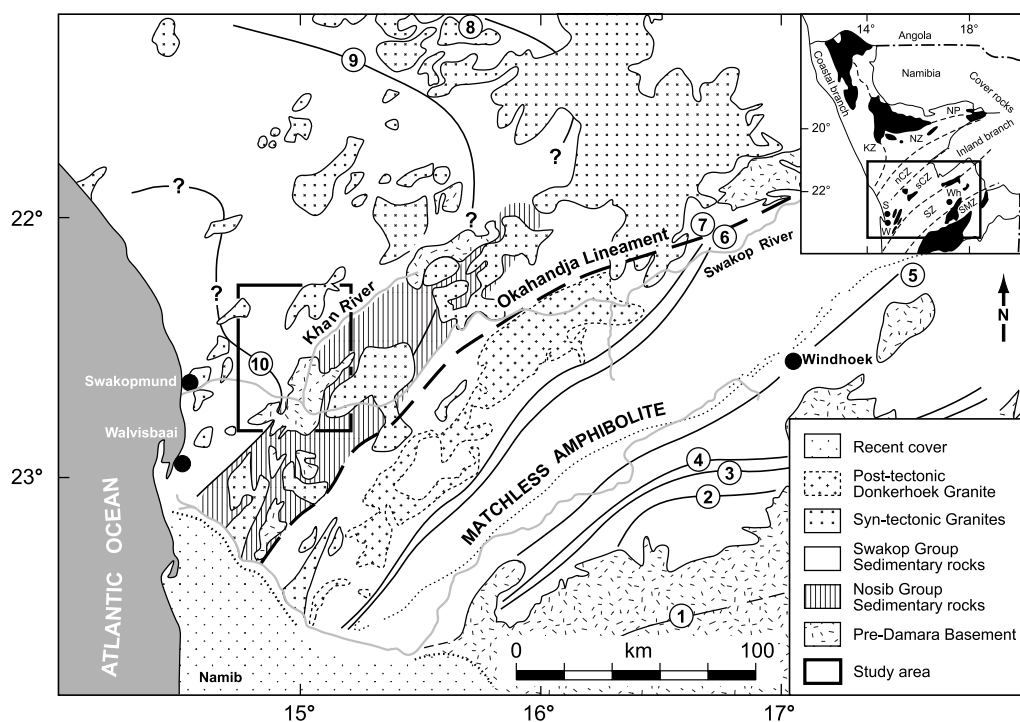 14°
18°
Angola
Namibia
Coastal branch
Cover rocks
NP
20°
KZ
NZ
Inland branch
nCZ
sCZ
22°
S
Wh
W
SZ
SMZ
8
9
?
?
?
?
22°
7
6
Okahandja Lineament
Swakop River
Khan River
5
N
10
Windhoek
Swakopmund
Walvisbaai
ATLANTIC OCEAN
23°
MATCHLESS AMPHIBOLITE
4
3
2
1
Recent cover
Post-tectonic
Donkerhoek Granite
Syn-tectonic Granites
Swakop Group
Sedimentary rocks
Nosib Group
Sedimentary rocks
Pre-Damara Basement
Study area
0 km 100
Namib
15°
16°
17°